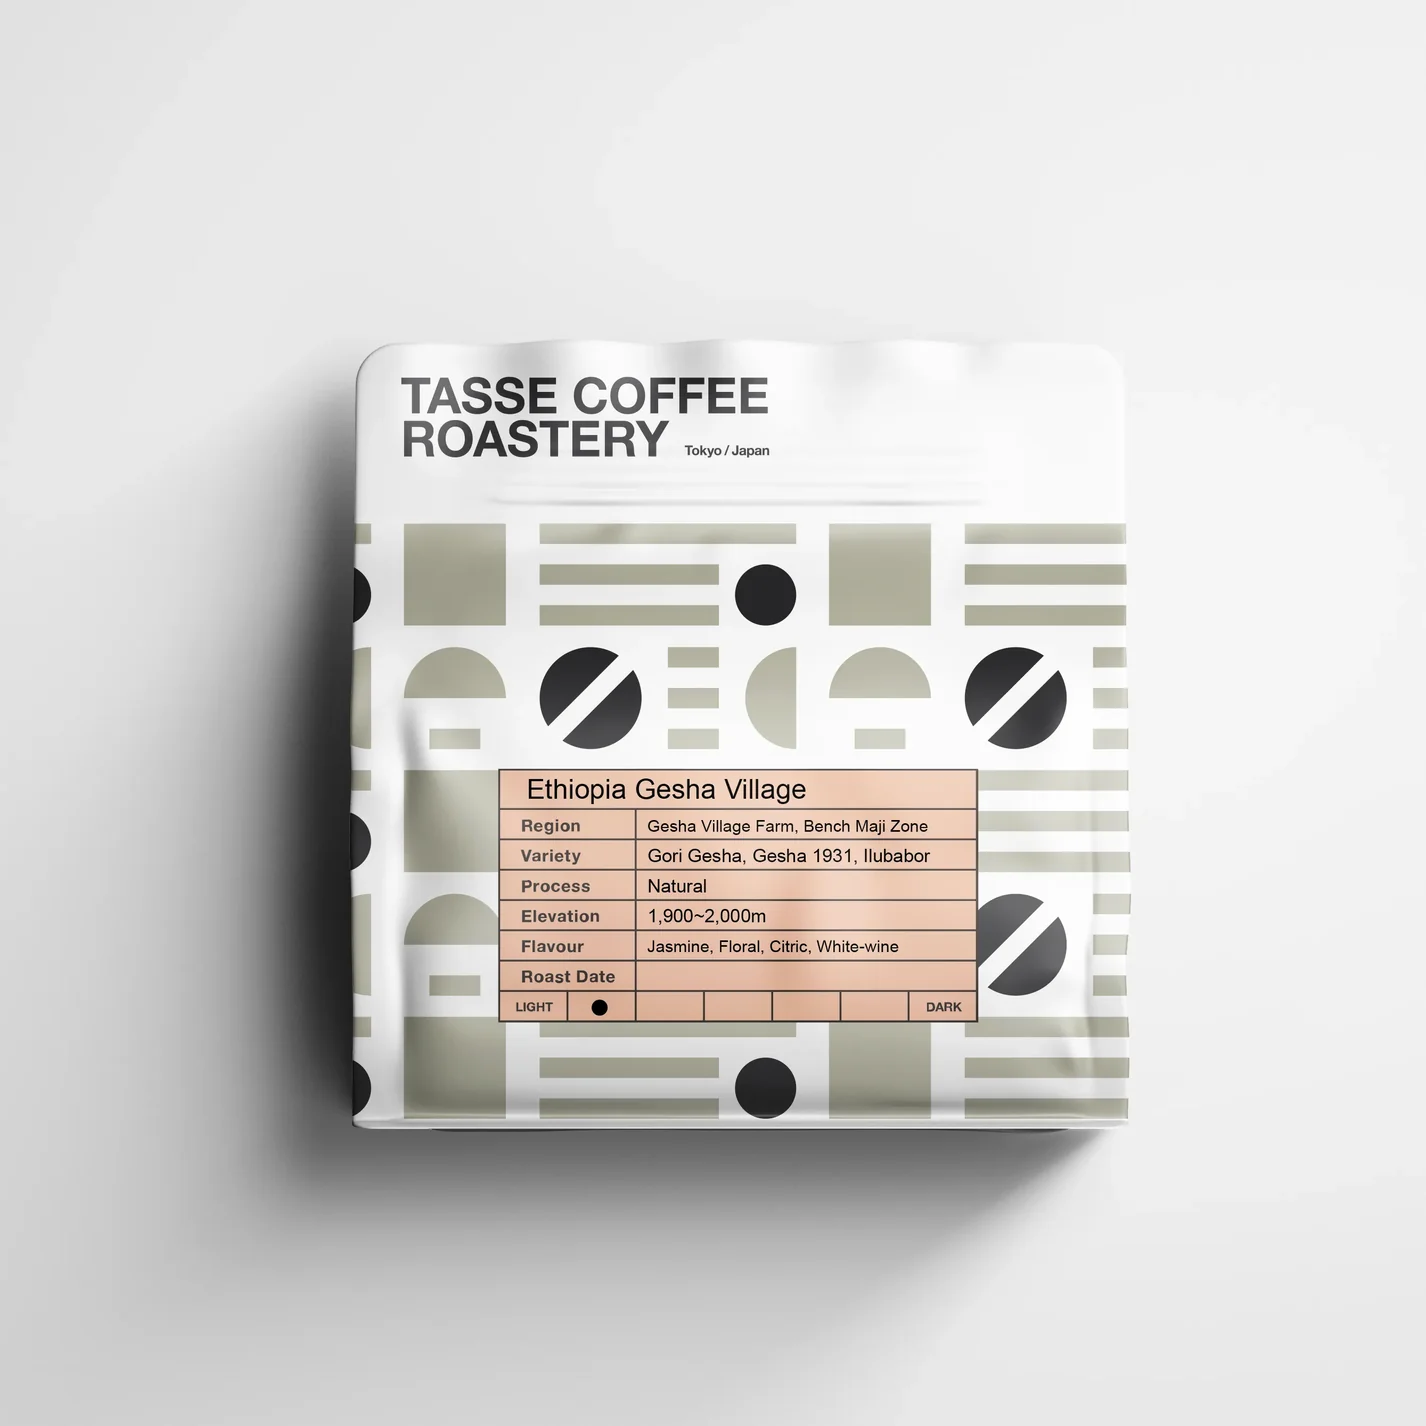 TASSE COFFEE
ROASTERY Tokyo / Japan
Ethiopia Gesha Village
Region Gesha Village Farm, Bench Maji Zone
Variety Gori Gesha, Gesha 1931, Ilubabor
Process Natural
Elevation 1,900~2,000m
Flavour Jasmine, Floral, Citric, White-wine
Roast Date
LIGHT DARK